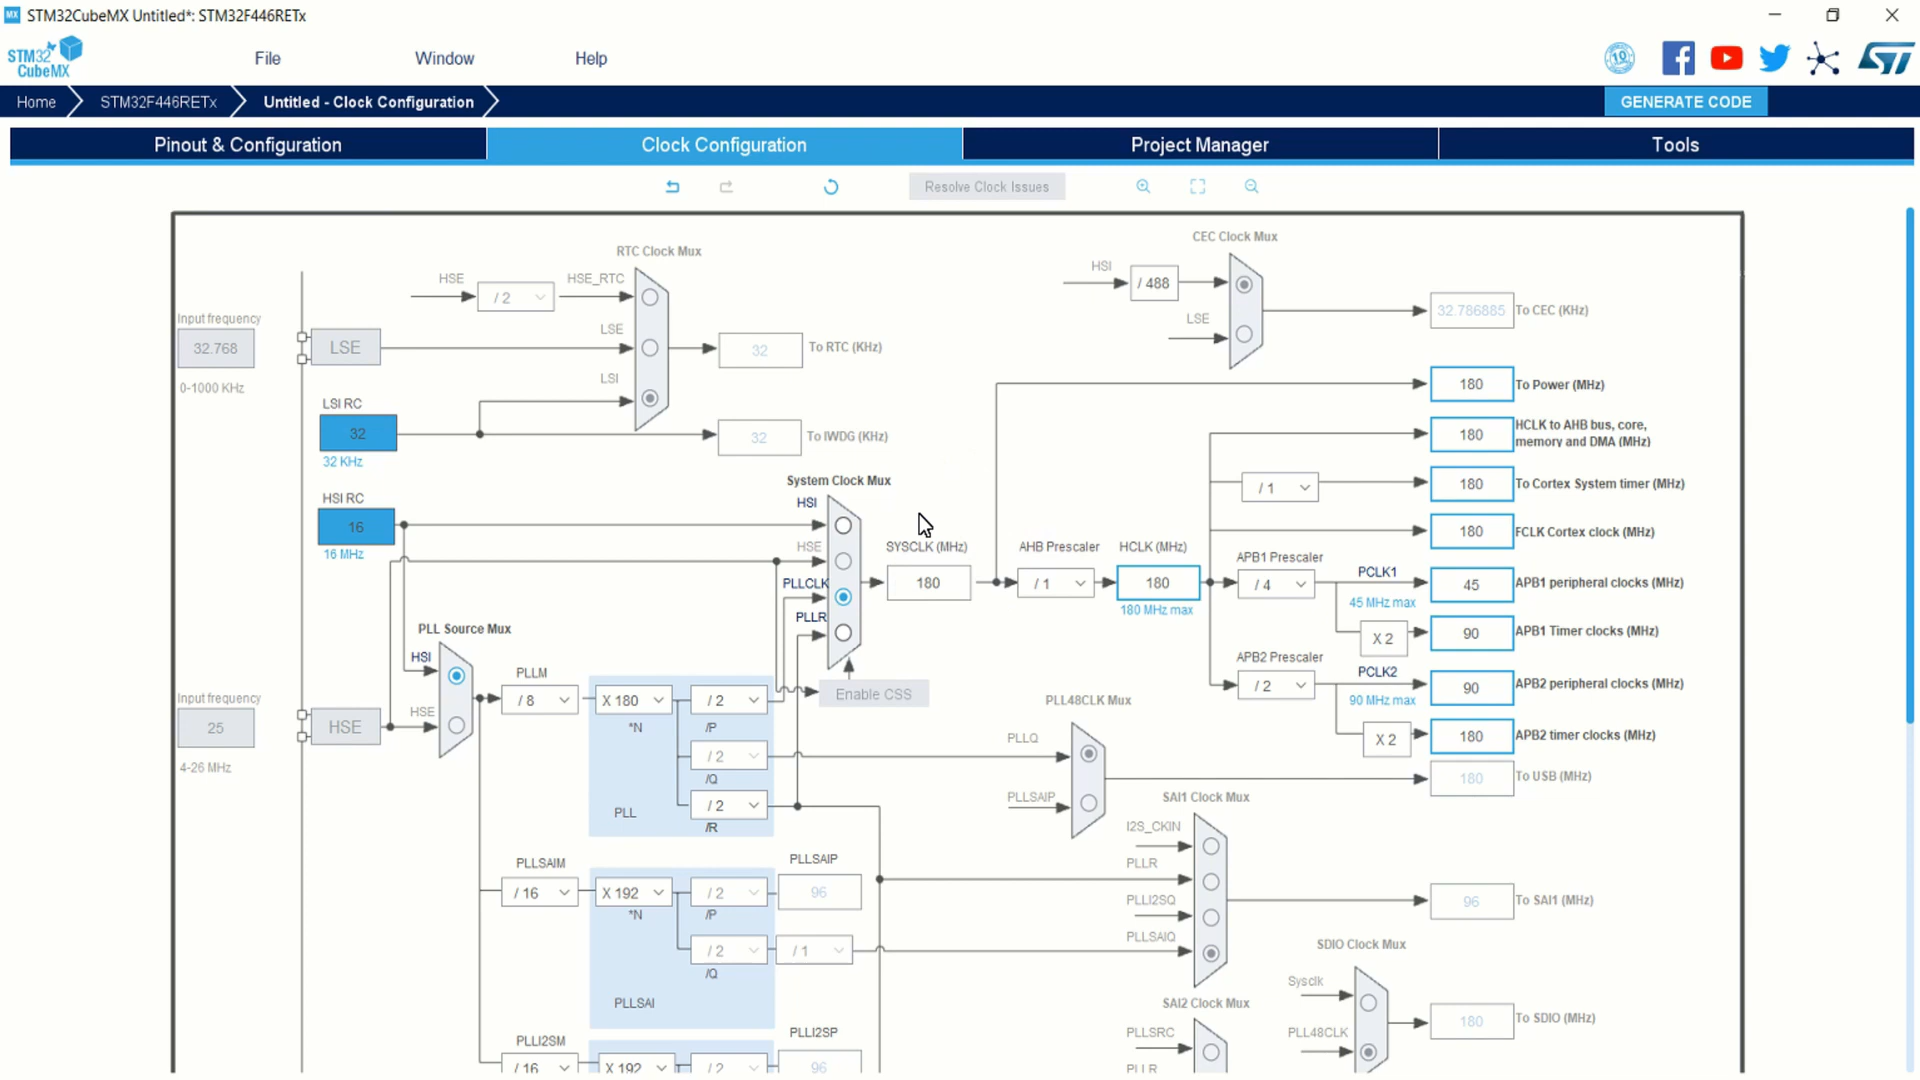 MX STM32CubeMX Untitled*: STM32F446RETx
STM32
CubeMX
File
Window
Help
10
ST
Home
STM32F446RETx
Untitled - Clock Configuration
GENERATE CODE
Pinout & Configuration
Clock Configuration
Project Manager
Tools
Resolve Clock Issues
RTC Clock Mux
CEC Clock Mux
HSE
/ 2
HSE_RTC
HSI
/ 488
Input frequency
32.768
0-1000 KHz
LSE
LSE
32
To RTC (KHz)
LSE
32.786885
To CEC (KHz)
LSI
LSI RC
32
32 KHz
32
To IWDG (KHz)
180
To Power (MHz)
180
HCLK to AHB bus, core,
memory and DMA (MHz)
/ 1
180
To Cortex System timer (MHz)
180
FCLK Cortex clock (MHz)
System Clock Mux
HSI RC
16
16 MHz
HSI
HSE
PLLCLK
PLLR
SYSCLK (MHz)
180
AHB Prescaler
/ 1
HCLK (MHz)
180
180 MHz max
APB1 Prescaler
/ 4
PCLK1
45 MHz max
45
APB1 peripheral clocks (MHz)
X 2
90
APB1 Timer clocks (MHz)
APB2 Prescaler
/ 2
PCLK2
90 MHz max
90
APB2 peripheral clocks (MHz)
X 2
180
APB2 timer clocks (MHz)
PLL Source Mux
HSI
HSE
PLLM
/ 8
X 180
*N
/ 2
/P
/ 2
/Q
/ 2
/R
PLL
Enable CSS
Input frequency
25
4-26 MHz
HSE
PLL48CLK Mux
PLLQ
PLLSAIP
180
To USB (MHz)
SAI1 Clock Mux
I2S_CKIN
PLLR
PLLI2SQ
PLLSAIQ
96
To SAI1 (MHz)
PLLSAIM
/ 16
X 192
*N
/ 2
/P
PLLSAIP
96
/ 2
/Q
/ 1
PLLSAI
SDIO Clock Mux
Sysclk
PLL48CLK
180
To SDIO (MHz)
SAI2 Clock Mux
PLLSRC
PLLR
PLLI2SM
/ 16
X 192
/ 2
PLLI2SP
96